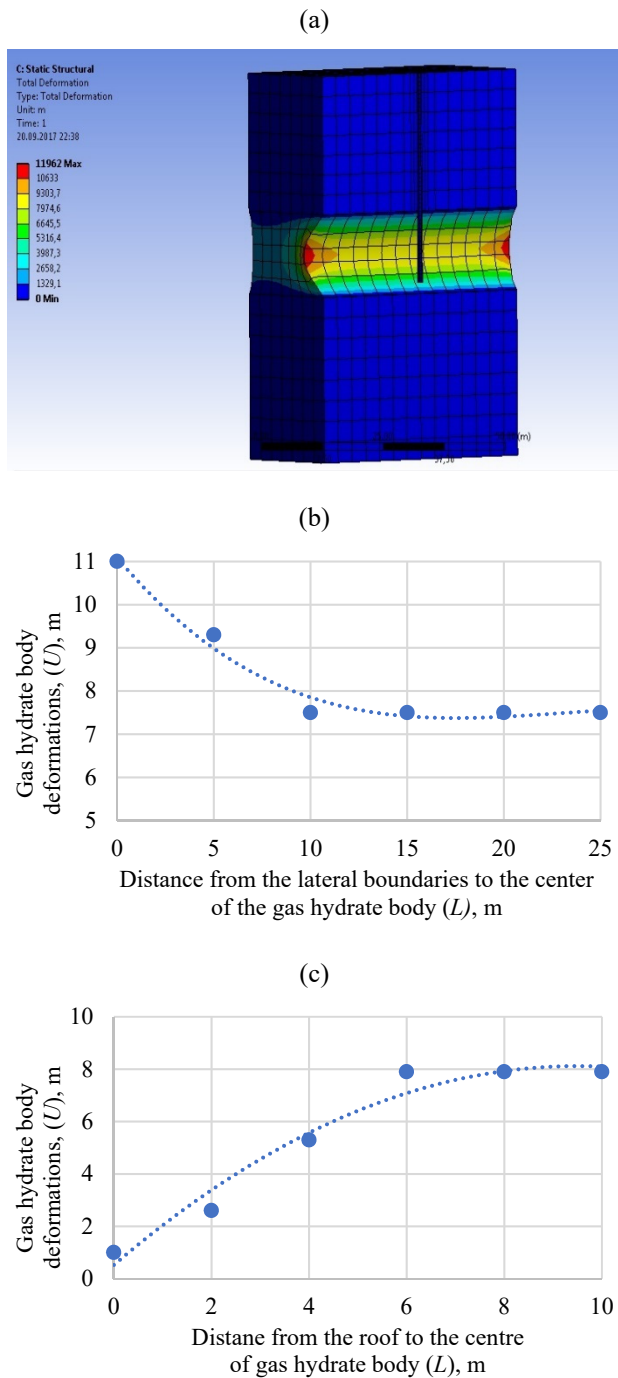 (a)
C: Static Structural
Total Deformation
Type: Total Deformation
Unit: m
Time: 1
20.09.2017 22:38
11962 Max
10633
9303,7
7974,6
6645,5
5316,4
3987,3
2658,2
1329,1
0 Min
(m)
(b)
11
10
9
8
7
6
5
0 5 10 15 20 25
Gas hydrate body
deformations, (U), m
Distance from the lateral boundaries to the center
of the gas hydrate body (L), m
(c)
10
8
6
4
2
0
0 2 4 6 8 10
Gas hydrate body
deformations, (U), m
Distane from the roof to the centre
of gas hydrate body (L), m